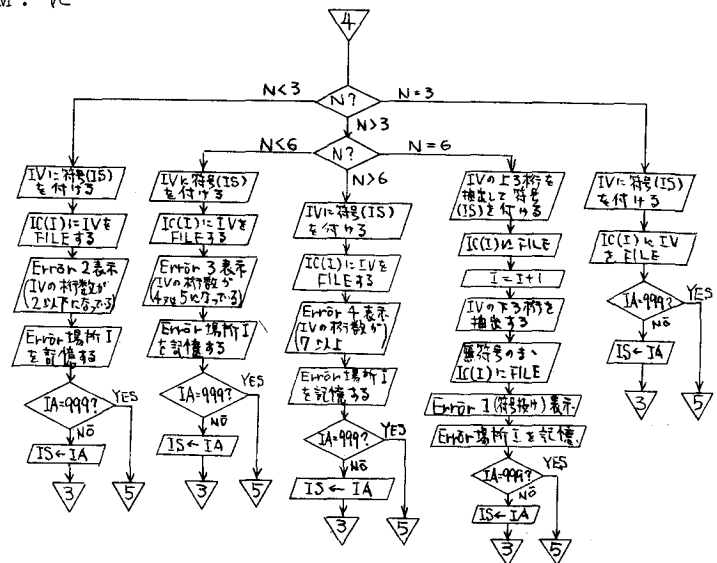 4
N?
N<3
N=3
N>3
N?
N<6
N=6
N>6
IVに符号(IS)
を付ける
IC(I)にIVを
FILEする
Error 2表示
(IVの桁数が
2以下になっている)
Error場所I
を記憶する
IA=999?
YES
NO
IS←IA
3
5
IVに符号(IS)
を付ける
IC(I)にIVを
FILEする
Error 3表示
(IVの桁数が
4又は5になっている)
Error場所I
を記憶する
IA=999?
YES
NO
IS←IA
3
5
IVに符号(IS)
を付ける
IC(I)にIVを
FILEする
Error 4表示
(IVの桁数が
7以上
Error場所I
を記憶する
IA=999?
YES
NO
IS←IA
3
5
IVの上3桁を
抽出して符号
(IS)を付ける
IC(I)にFILE
I=I+1
IVの下3桁を
抽出する
無符号のまゝ
IC(I)にFILE
Error 1(符号抜け)表示
Error場所Iを記憶
IA=999?
YES
NO
IS←IA
3
5
IVに符号(IS)
を付ける
IC(I)にIV
をFILE
IA=999?
YES
NO
IS←IA
3
5